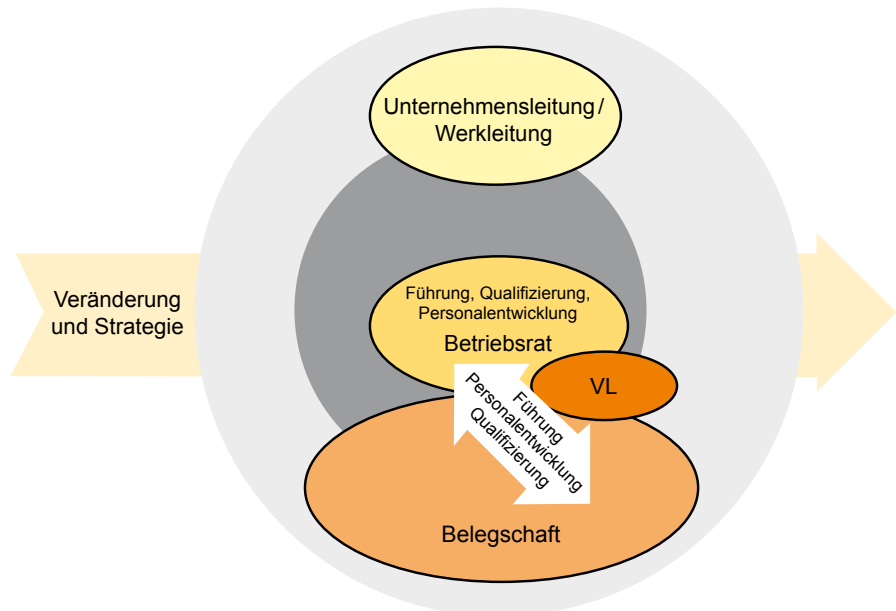 Unternehmensleitung/
Werkleitung
Veränderung
und Strategie
Führung, Qualifizierung,
Personalentwicklung
Betriebsrat
VL
Führung
Personalentwicklung
Qualifizierung
Belegschaft